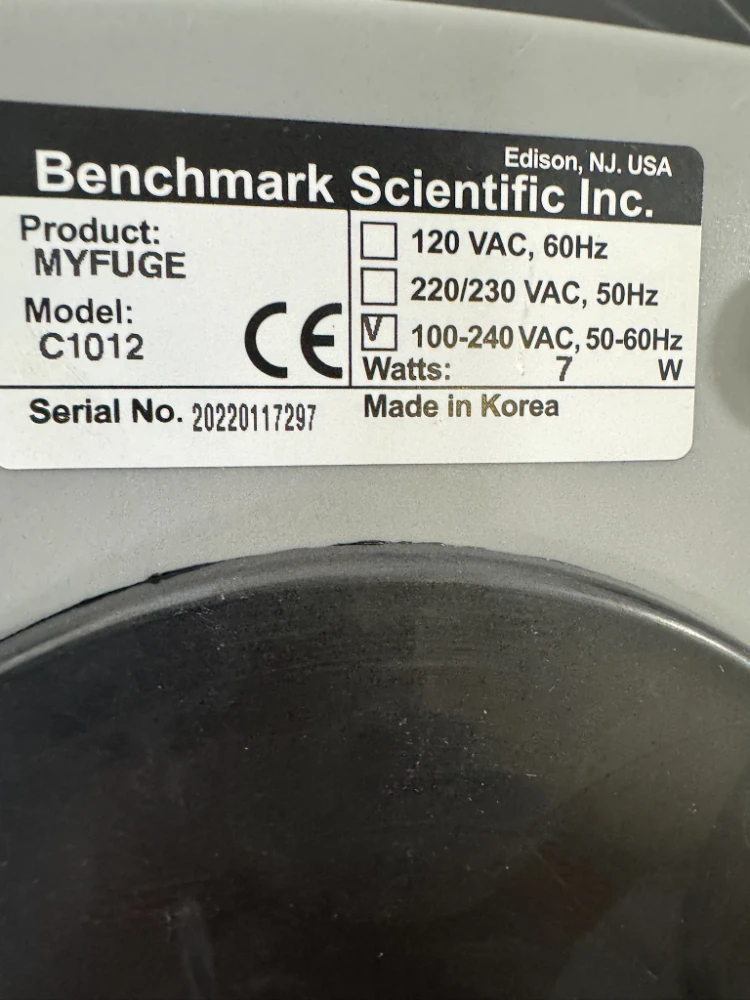 Edison, NJ. USA
Benchmark Scientific Inc.
Product:
MYFUGE
Model:
C1012
CE
120 VAC, 60Hz
220/230 VAC, 50Hz
V 100-240 VAC, 50-60Hz
Watts: 7 W
Serial No. 20220117297
Made in Korea